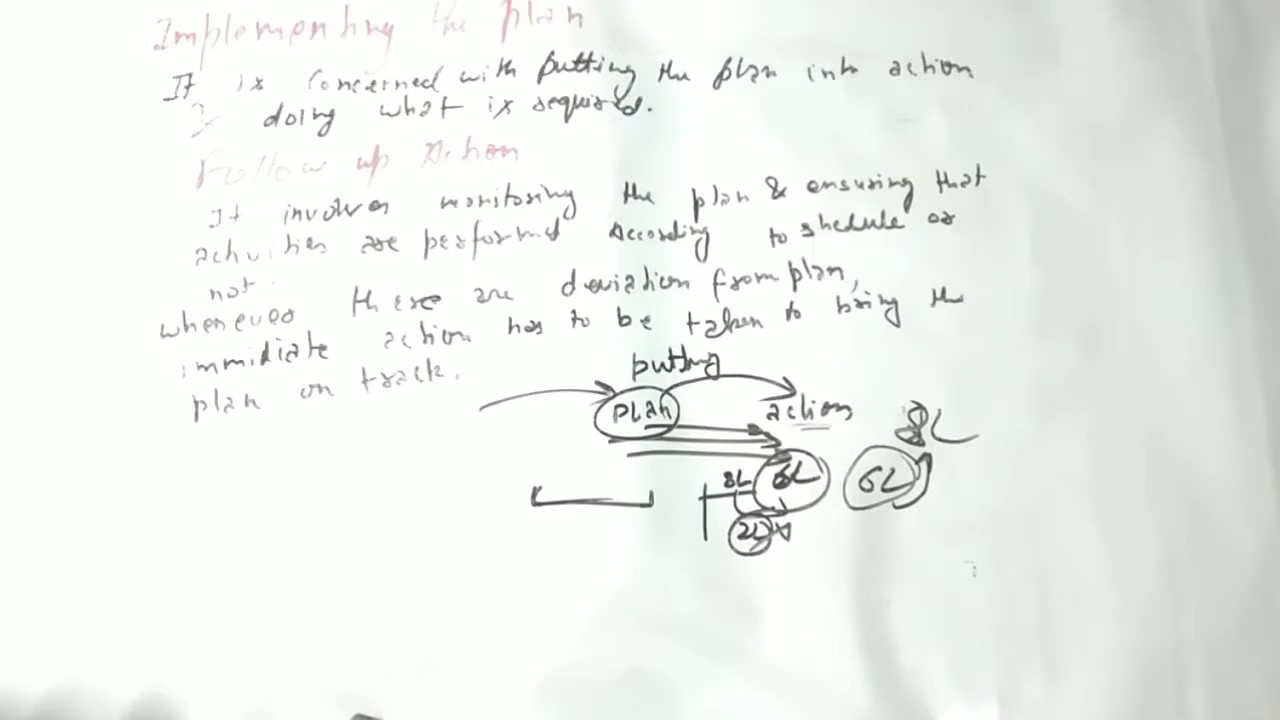 Implementing the plan
It is concerned with putting the plan into action
& doing what is required.
Follow up Action
It involves monitoring the plan & ensuring that
activities are performed according to shedule or
not.
whenever there are deviation from plan,
immidiate action has to be taken to bring the
plan on track.
putting
plan
action
8L
8L
6L
6L
2L